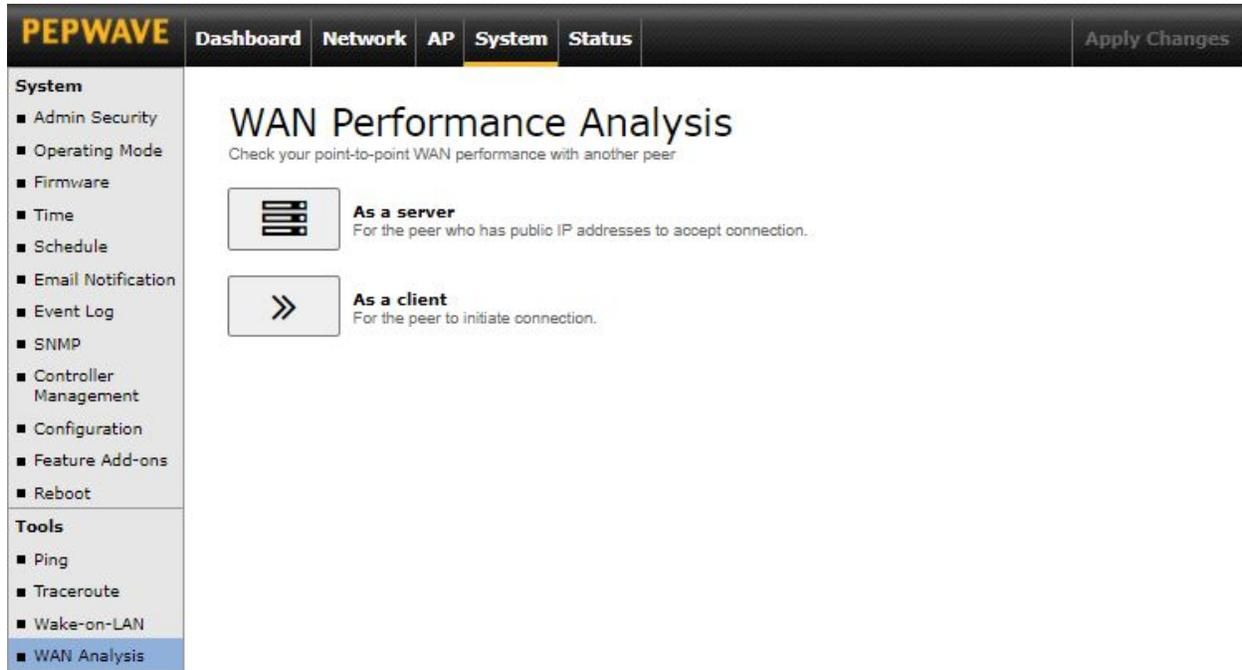 PEPWAVE
Dashboard Network AP System Status Apply Changes
System
Admin Security
Operating Mode
Firmware
Time
Schedule
Email Notification
Event Log
SNMP
Controller
Management
Configuration
Feature Add-ons
Reboot
Tools
Ping
Traceroute
Wake-on-LAN
WAN Analysis
WAN Performance Analysis
Check your point-to-point WAN performance with another peer
As a server
For the peer who has public IP addresses to accept connection.
As a client
For the peer to initiate connection.